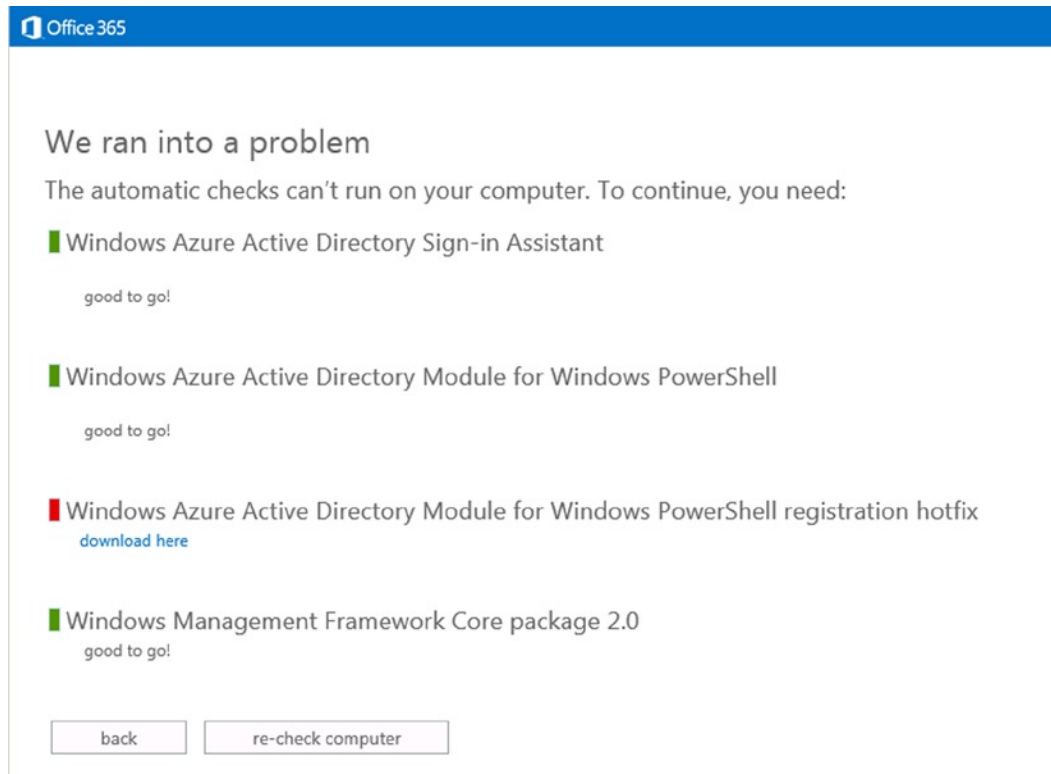 Office 365
We ran into a problem
The automatic checks can't run on your computer. To continue, you need:
Windows Azure Active Directory Sign-in Assistant
good to go!
Windows Azure Active Directory Module for Windows PowerShell
good to go!
Windows Azure Active Directory Module for Windows PowerShell registration hotfix
download here
Windows Management Framework Core package 2.0
good to go!
back
re-check computer